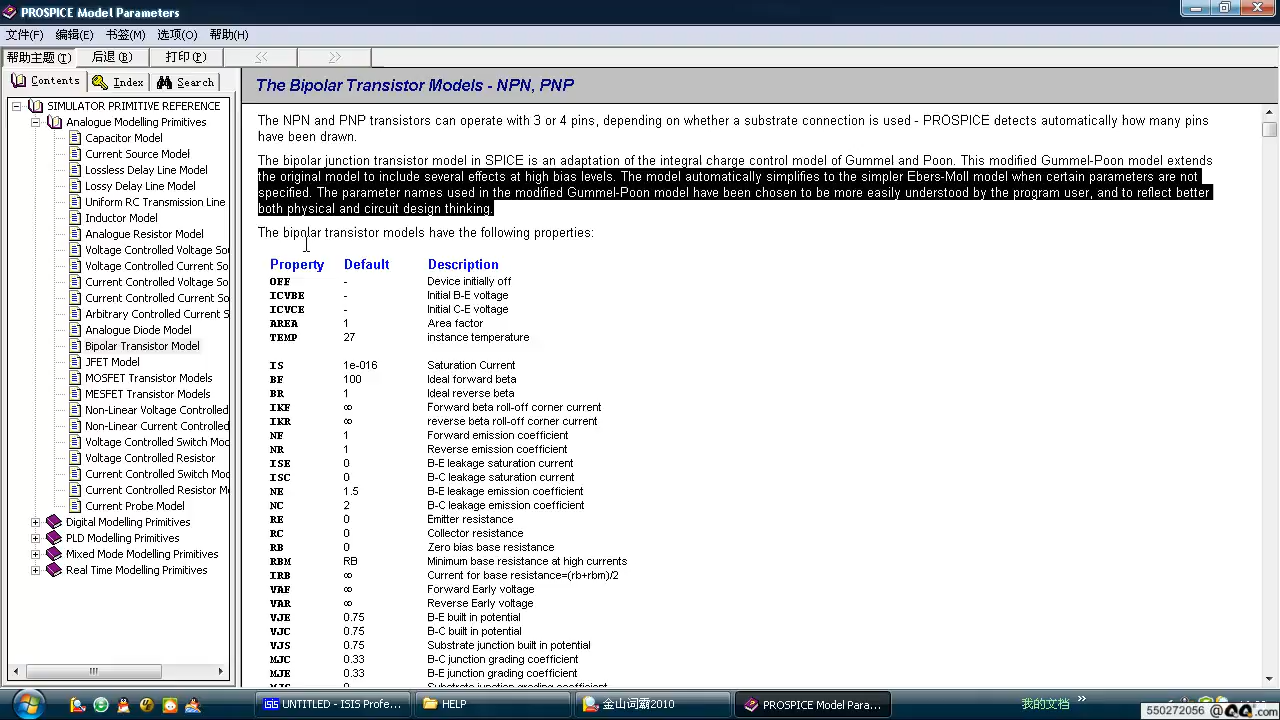 PROSPICE Model Parameters
文件(F) 编辑(E) 书签(M) 选项(O) 帮助(H)
帮助主题(T) 后退(B) 打印(P) << >>
Contents Index Search
The Bipolar Transistor Models - NPN, PNP
SIMULATOR PRIMITIVE REFERENCE
Analogue Modelling Primitives
Capacitor Model
Current Source Model
Lossless Delay Line Model
Lossy Delay Line Model
Uniform RC Transmission Line
Inductor Model
Analogue Resistor Model
Voltage Controlled Voltage So
Voltage Controlled Current So
Current Controlled Voltage So
Current Controlled Current So
Arbitrary Controlled Current S
Analogue Diode Model
Bipolar Transistor Model
JFET Model
MOSFET Transistor Models
MESFET Transistor Models
Non-Linear Voltage Controlled
Non-Linear Current Controlled
Voltage Controlled Switch Mod
Voltage Controlled Resistor
Current Controlled Switch Mod
Current Controlled Resistor M
Current Probe Model
Digital Modelling Primitives
PLD Modelling Primitives
Mixed Mode Modelling Primitives
Real Time Modelling Primitives
The NPN and PNP transistors can operate with 3 or 4 pins, depending on whether a substrate connection is used - PROSPICE detects automatically how many pins
have been drawn.
The bipolar junction transistor model in SPICE is an adaptation of the integral charge control model of Gummel and Poon. This modified Gummel-Poon model extends
the original model to include several effects at high bias levels. The model automatically simplifies to the simpler Ebers-Moll model when certain parameters are not
specified. The parameter names used in the modified Gummel-Poon model have been chosen to be more easily understood by the program user, and to reflect better
both physical and circuit design thinking.
The bipolar transistor models have the following properties:
Property Default Description
OFF - Device initially off
ICVBE - Initial B-E voltage
ICVCE - Initial C-E voltage
AREA 1 Area factor
TEMP 27 instance temperature
IS 1e-016 Saturation Current
BF 100 Ideal forward beta
BR 1 Ideal reverse beta
IKF ∞ Forward beta roll-off corner current
IKR ∞ reverse beta roll-off corner current
NF 1 Forward emission coefficient
NR 1 Reverse emission coefficient
ISE 0 B-E leakage saturation current
ISC 0 B-C leakage saturation current
NE 1.5 B-E leakage emission coefficient
NC 2 B-C leakage emission coefficient
RE 0 Emitter resistance
RC 0 Collector resistance
RB 0 Zero bias base resistance
RBM RB Minimum base resistance at high currents
IRB ∞ Current for base resistance=(rb+rbm)/2
VAF ∞ Forward Early voltage
VAR ∞ Reverse Early voltage
VJE 0.75 B-E built in potential
VJC 0.75 B-C built in potential
VJS 0.75 Substrate junction built in potential
MJC 0.33 B-C junction grading coefficient
MJE 0.33 B-E junction grading coefficient
MJS 0 Substrate junction grading coefficient
UNTITLED - ISIS Profe... HELP 金山词霸2010 PROSPICE Model Para... 我的文档 »
550272056 @QQ.com